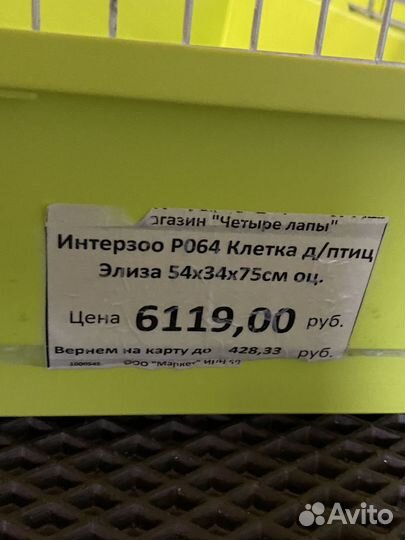 агазин "Четыре лапы"
Интерзоо Р064 Клетка д/птиц
Элиза 54х34х75см оц.
Цена 6119,00 руб.
Вернем на карту до 428,33 руб.
ООО "Маркет" ИНН
Avito